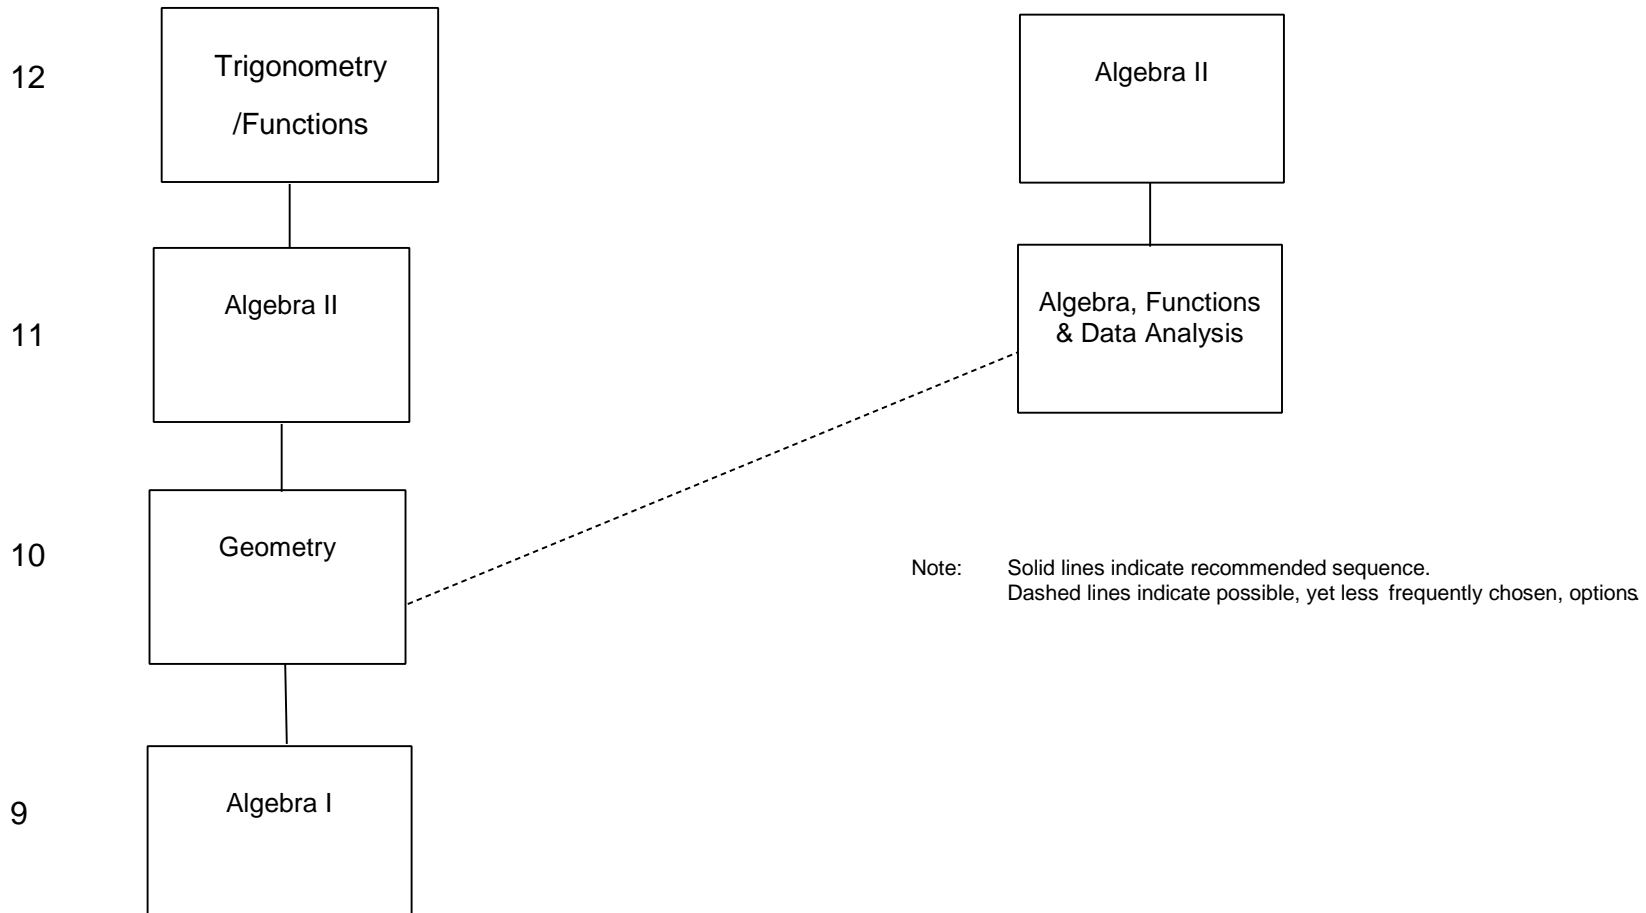 12
Trigonometry
/Functions
Algebra II
11
Algebra II
Algebra, Functions
& Data Analysis
10
Geometry
Note: Solid lines indicate recommended sequence.
Dashed lines indicate possible, yet less frequently chosen, options.
9
Algebra I